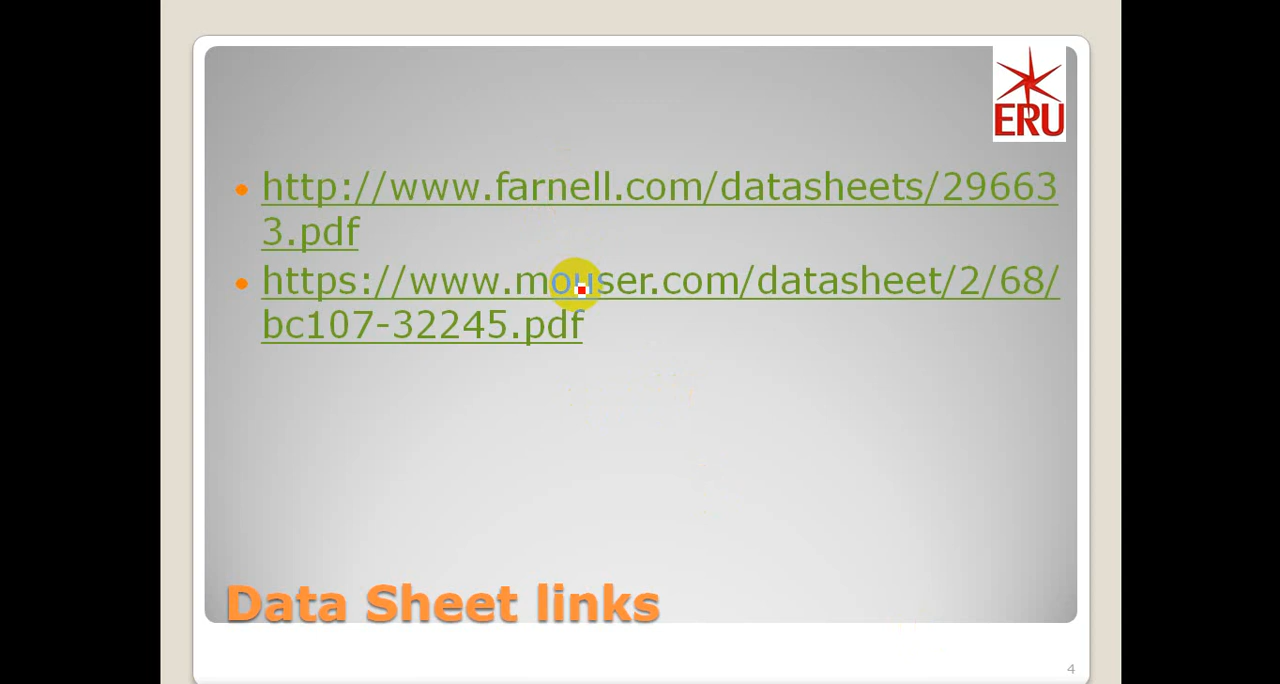 ERU
http://www.farnell.com/datasheets/29663
3.pdf
https://www.mouser.com/datasheet/2/68/
bc107-32245.pdf
Data Sheet links
4